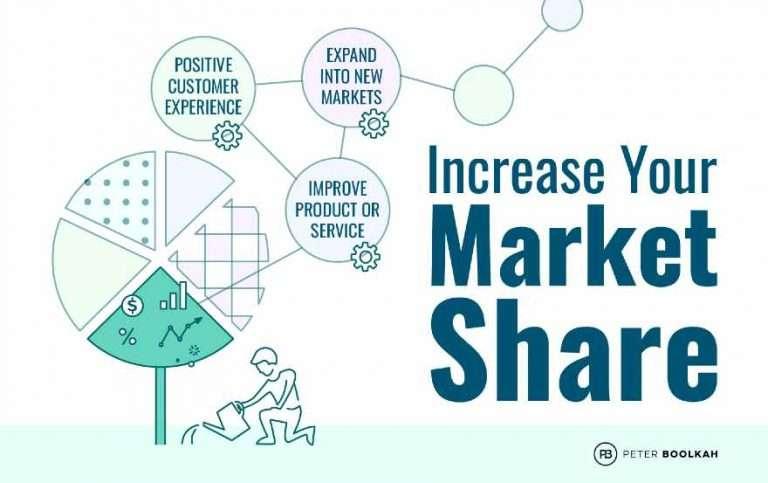 POSITIVE
CUSTOMER
EXPERIENCE
EXPAND
INTO NEW
MARKETS
IMPROVE
PRODUCT OR
SERVICE
$
%
Increase Your
Market
Share
PB PETER BOOLKAH